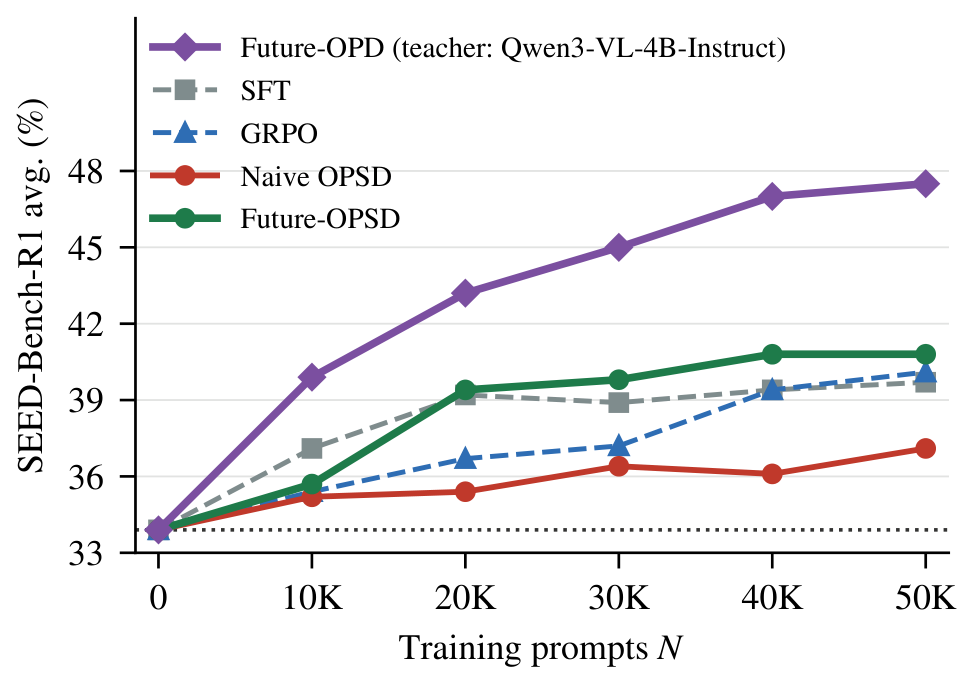 Future-OPD (teacher: Qwen3-VL-4B-Instruct)
SFT
GRPO
Naive OPSD
Future-OPSD
SEED-Bench-R1 avg. (%)
48
45
42
39
36
33
0 10K 20K 30K 40K 50K
Training prompts N